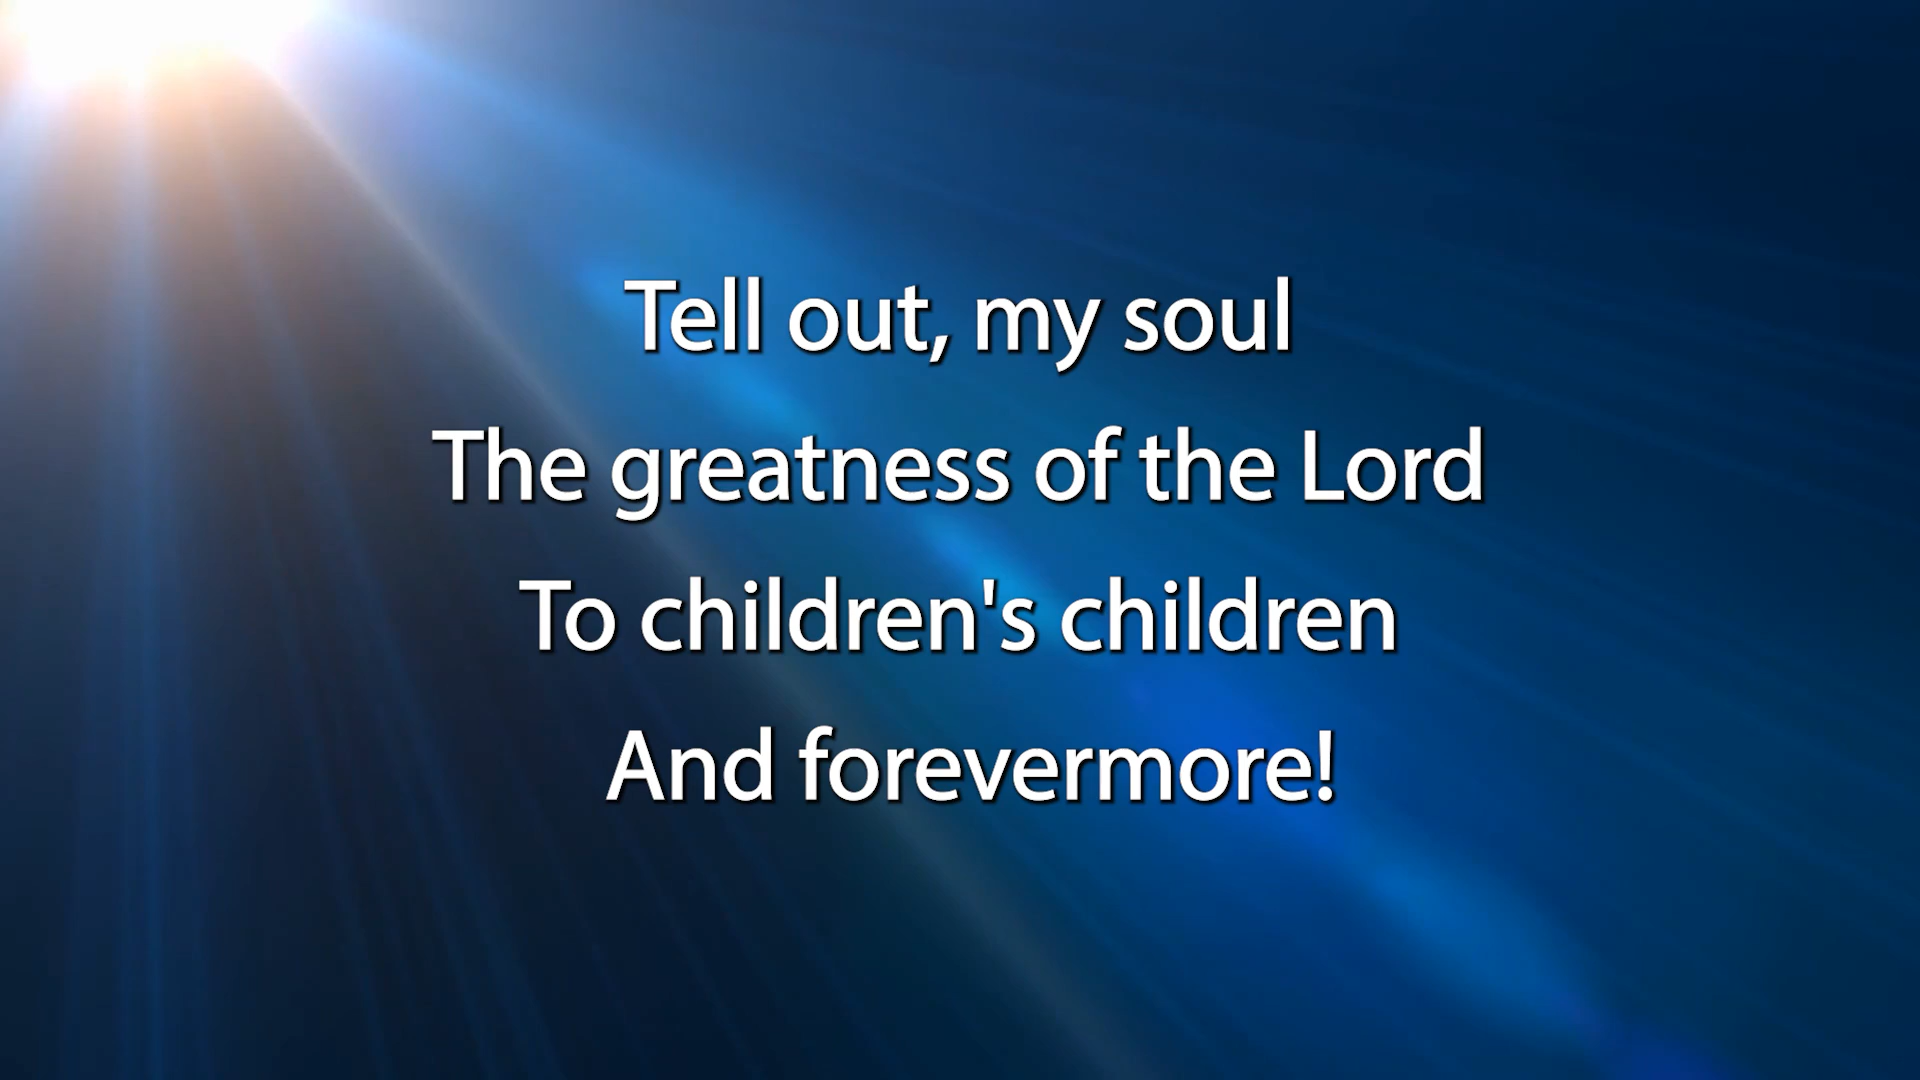 Tell out, my soul
The greatness of the Lord
To children's children
And forevermore!